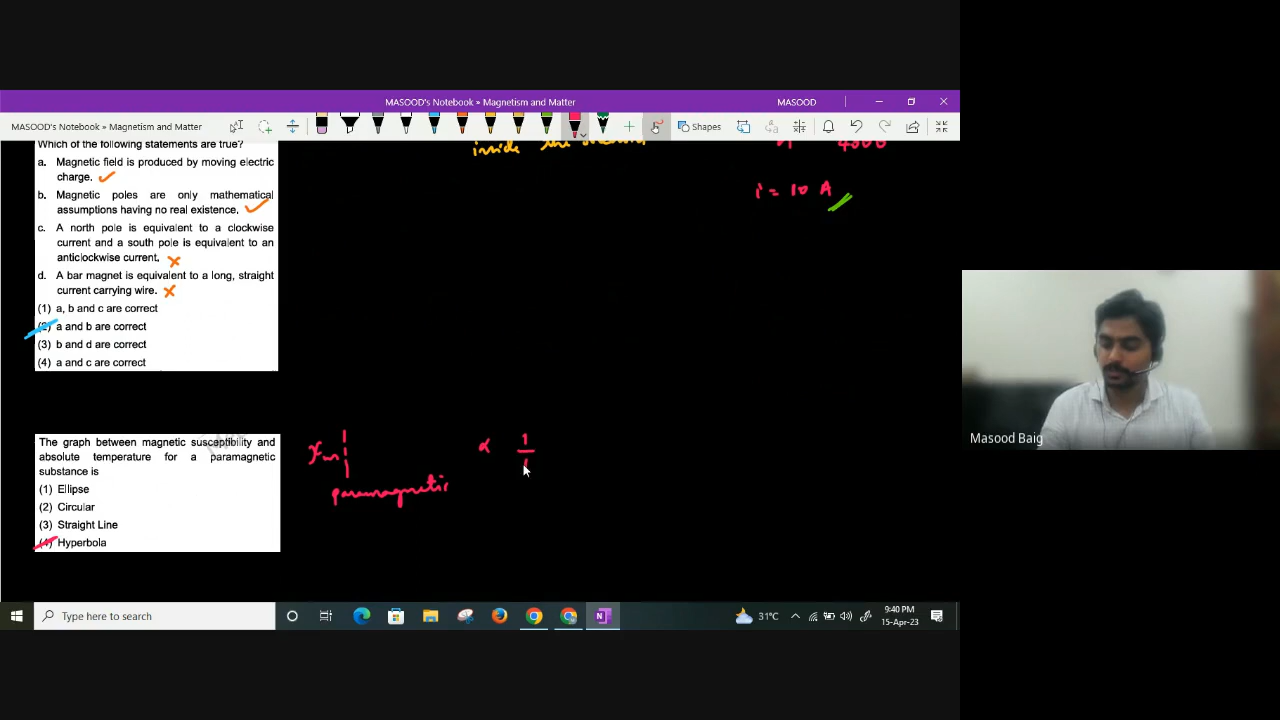 MASOOD's Notebook » Magnetism and Matter
MASOOD
MASOOD's Notebook » Magnetism and Matter
Shapes
Which of the following statements are true?
a. Magnetic field is produced by moving electric
charge.
b. Magnetic poles are only mathematical
assumptions having no real existence.
c. A north pole is equivalent to a clockwise
current and a south pole is equivalent to an
anticlockwise current.
d. A bar magnet is equivalent to a long, straight
current carrying wire.
(1) a, b and c are correct
(2) a and b are correct
(3) b and d are correct
(4) a and c are correct
inside the
4000
i = 10 A
The graph between magnetic susceptibility and
absolute temperature for a paramagnetic
substance is
(1) Ellipse
(2) Circular
(3) Straight Line
(4) Hyperbola
χm
paramagnetic
∝ 1
Masood Baig
Type here to search
31°C
9:40 PM
15-Apr-23